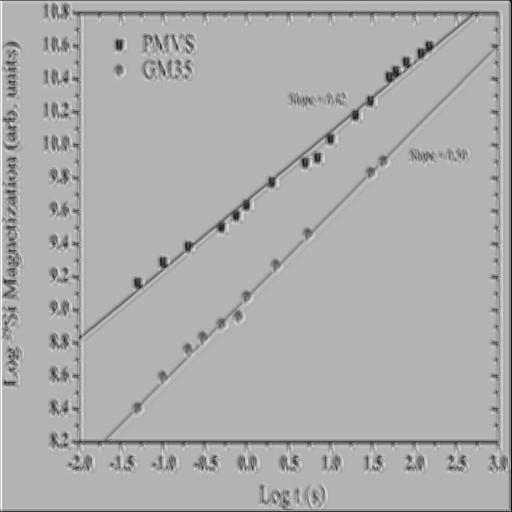 10.8
10.6
10.4
10.2
10.0
9.8
9.6
9.4
9.2
9.0
8.8
8.6
8.4
8.2
Log ²⁹Si Magnetization (arb. units)
PMVS
GM35
Slope = 0.42
Slope = 0.50
-2.0 -1.5 -1.0 -0.5 0.0 0.5 1.0 1.5 2.0 2.5 3.0
Log t (s)